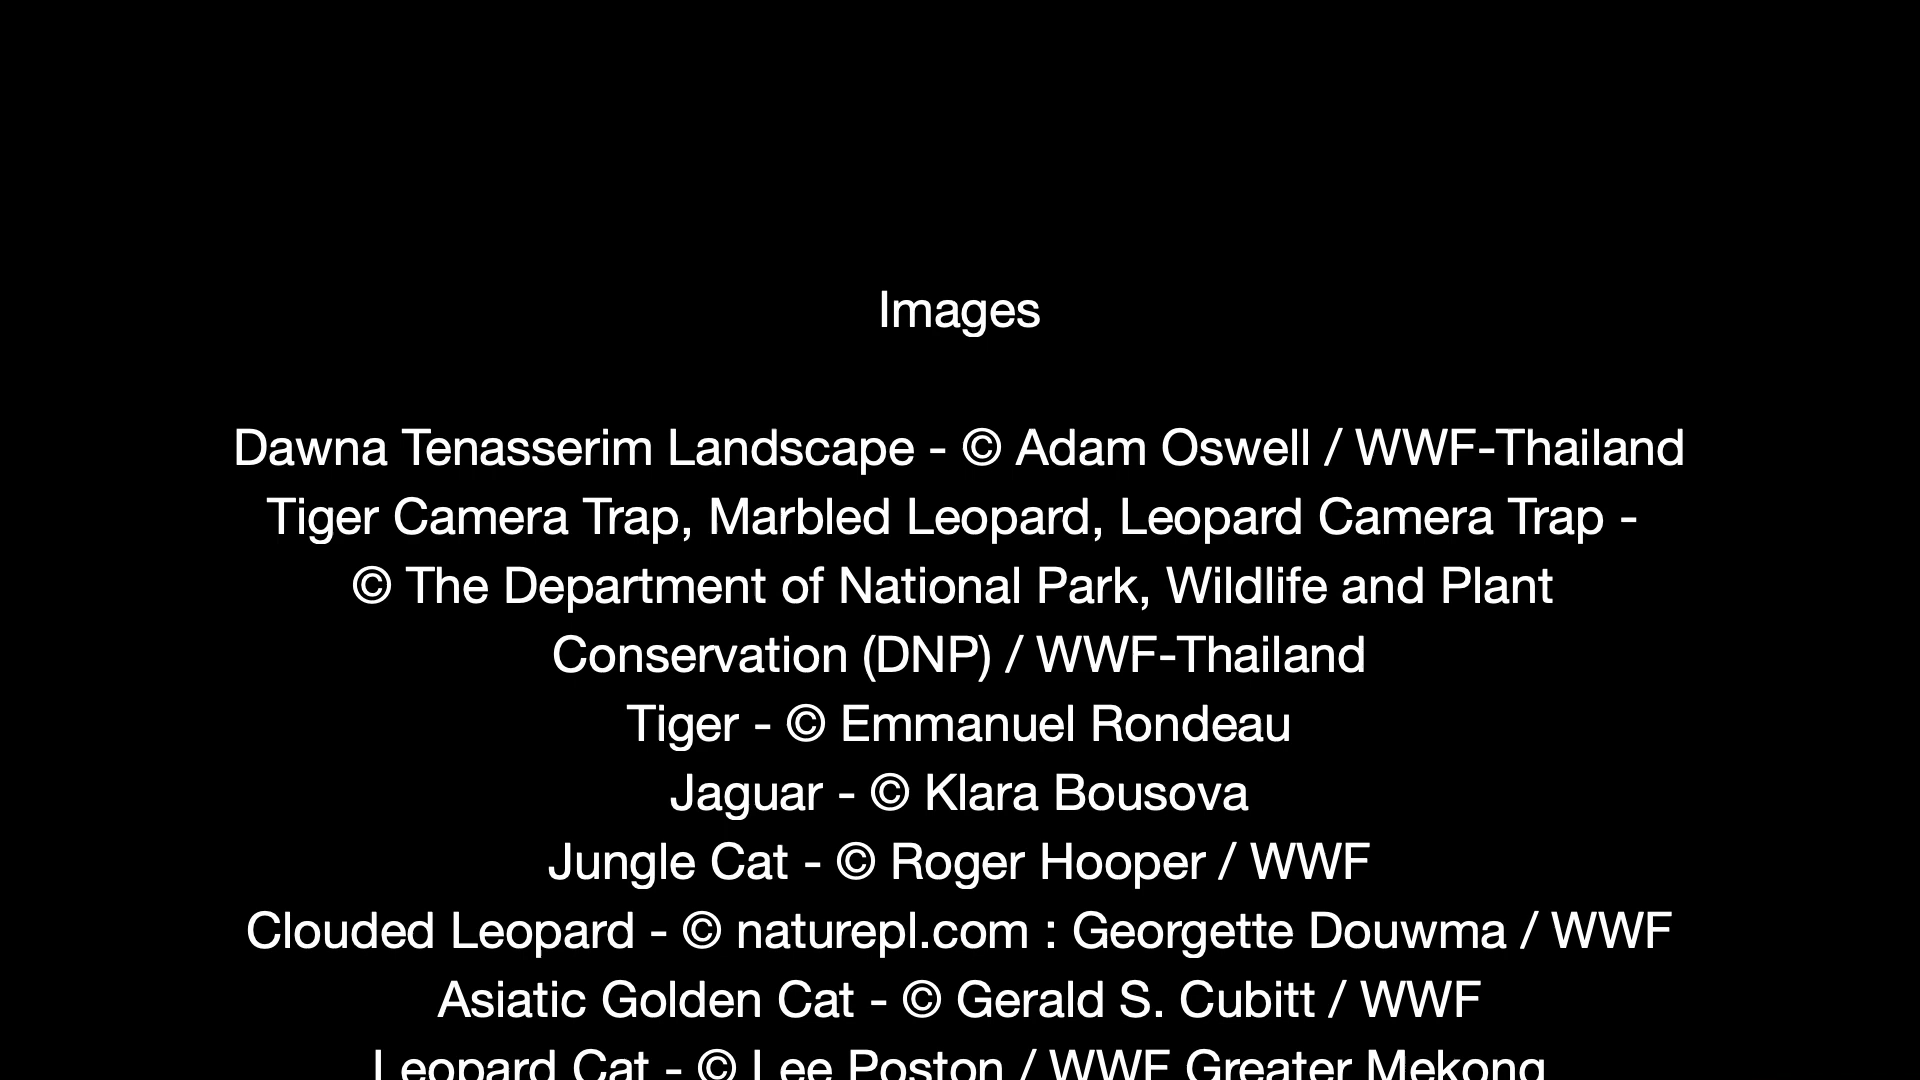 Images
Dawna Tenasserim Landscape - © Adam Oswell / WWF-Thailand
Tiger Camera Trap, Marbled Leopard, Leopard Camera Trap -
© The Department of National Park, Wildlife and Plant
Conservation (DNP) / WWF-Thailand
Tiger - © Emmanuel Rondeau
Jaguar - © Klara Bousova
Jungle Cat - © Roger Hooper / WWF
Clouded Leopard - © naturepl.com : Georgette Douwma / WWF
Asiatic Golden Cat - © Gerald S. Cubitt / WWF
Leopard Cat - © Lee Poston / WWF Greater Mekong